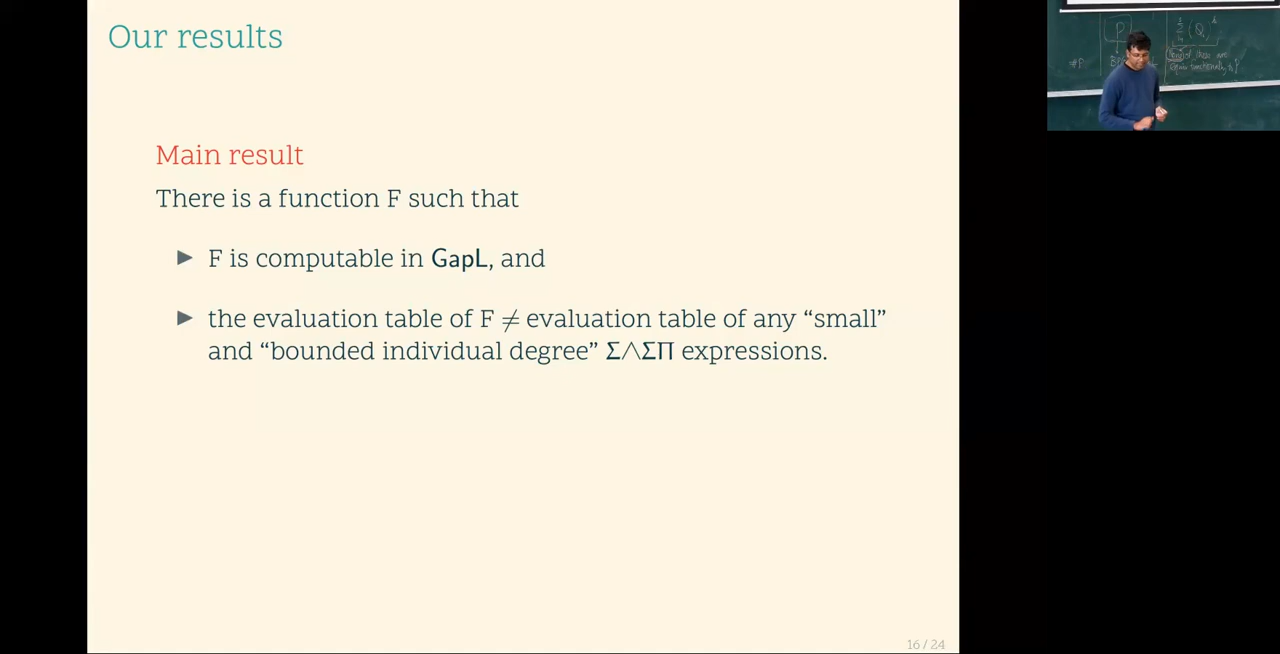 Our results
Main result
There is a function F such that
▶ F is computable in GapL, and
▶ the evaluation table of F ≠ evaluation table of any “small”
and “bounded individual degree” Σ∧ΣΠ expressions.
16 / 24
P
#P